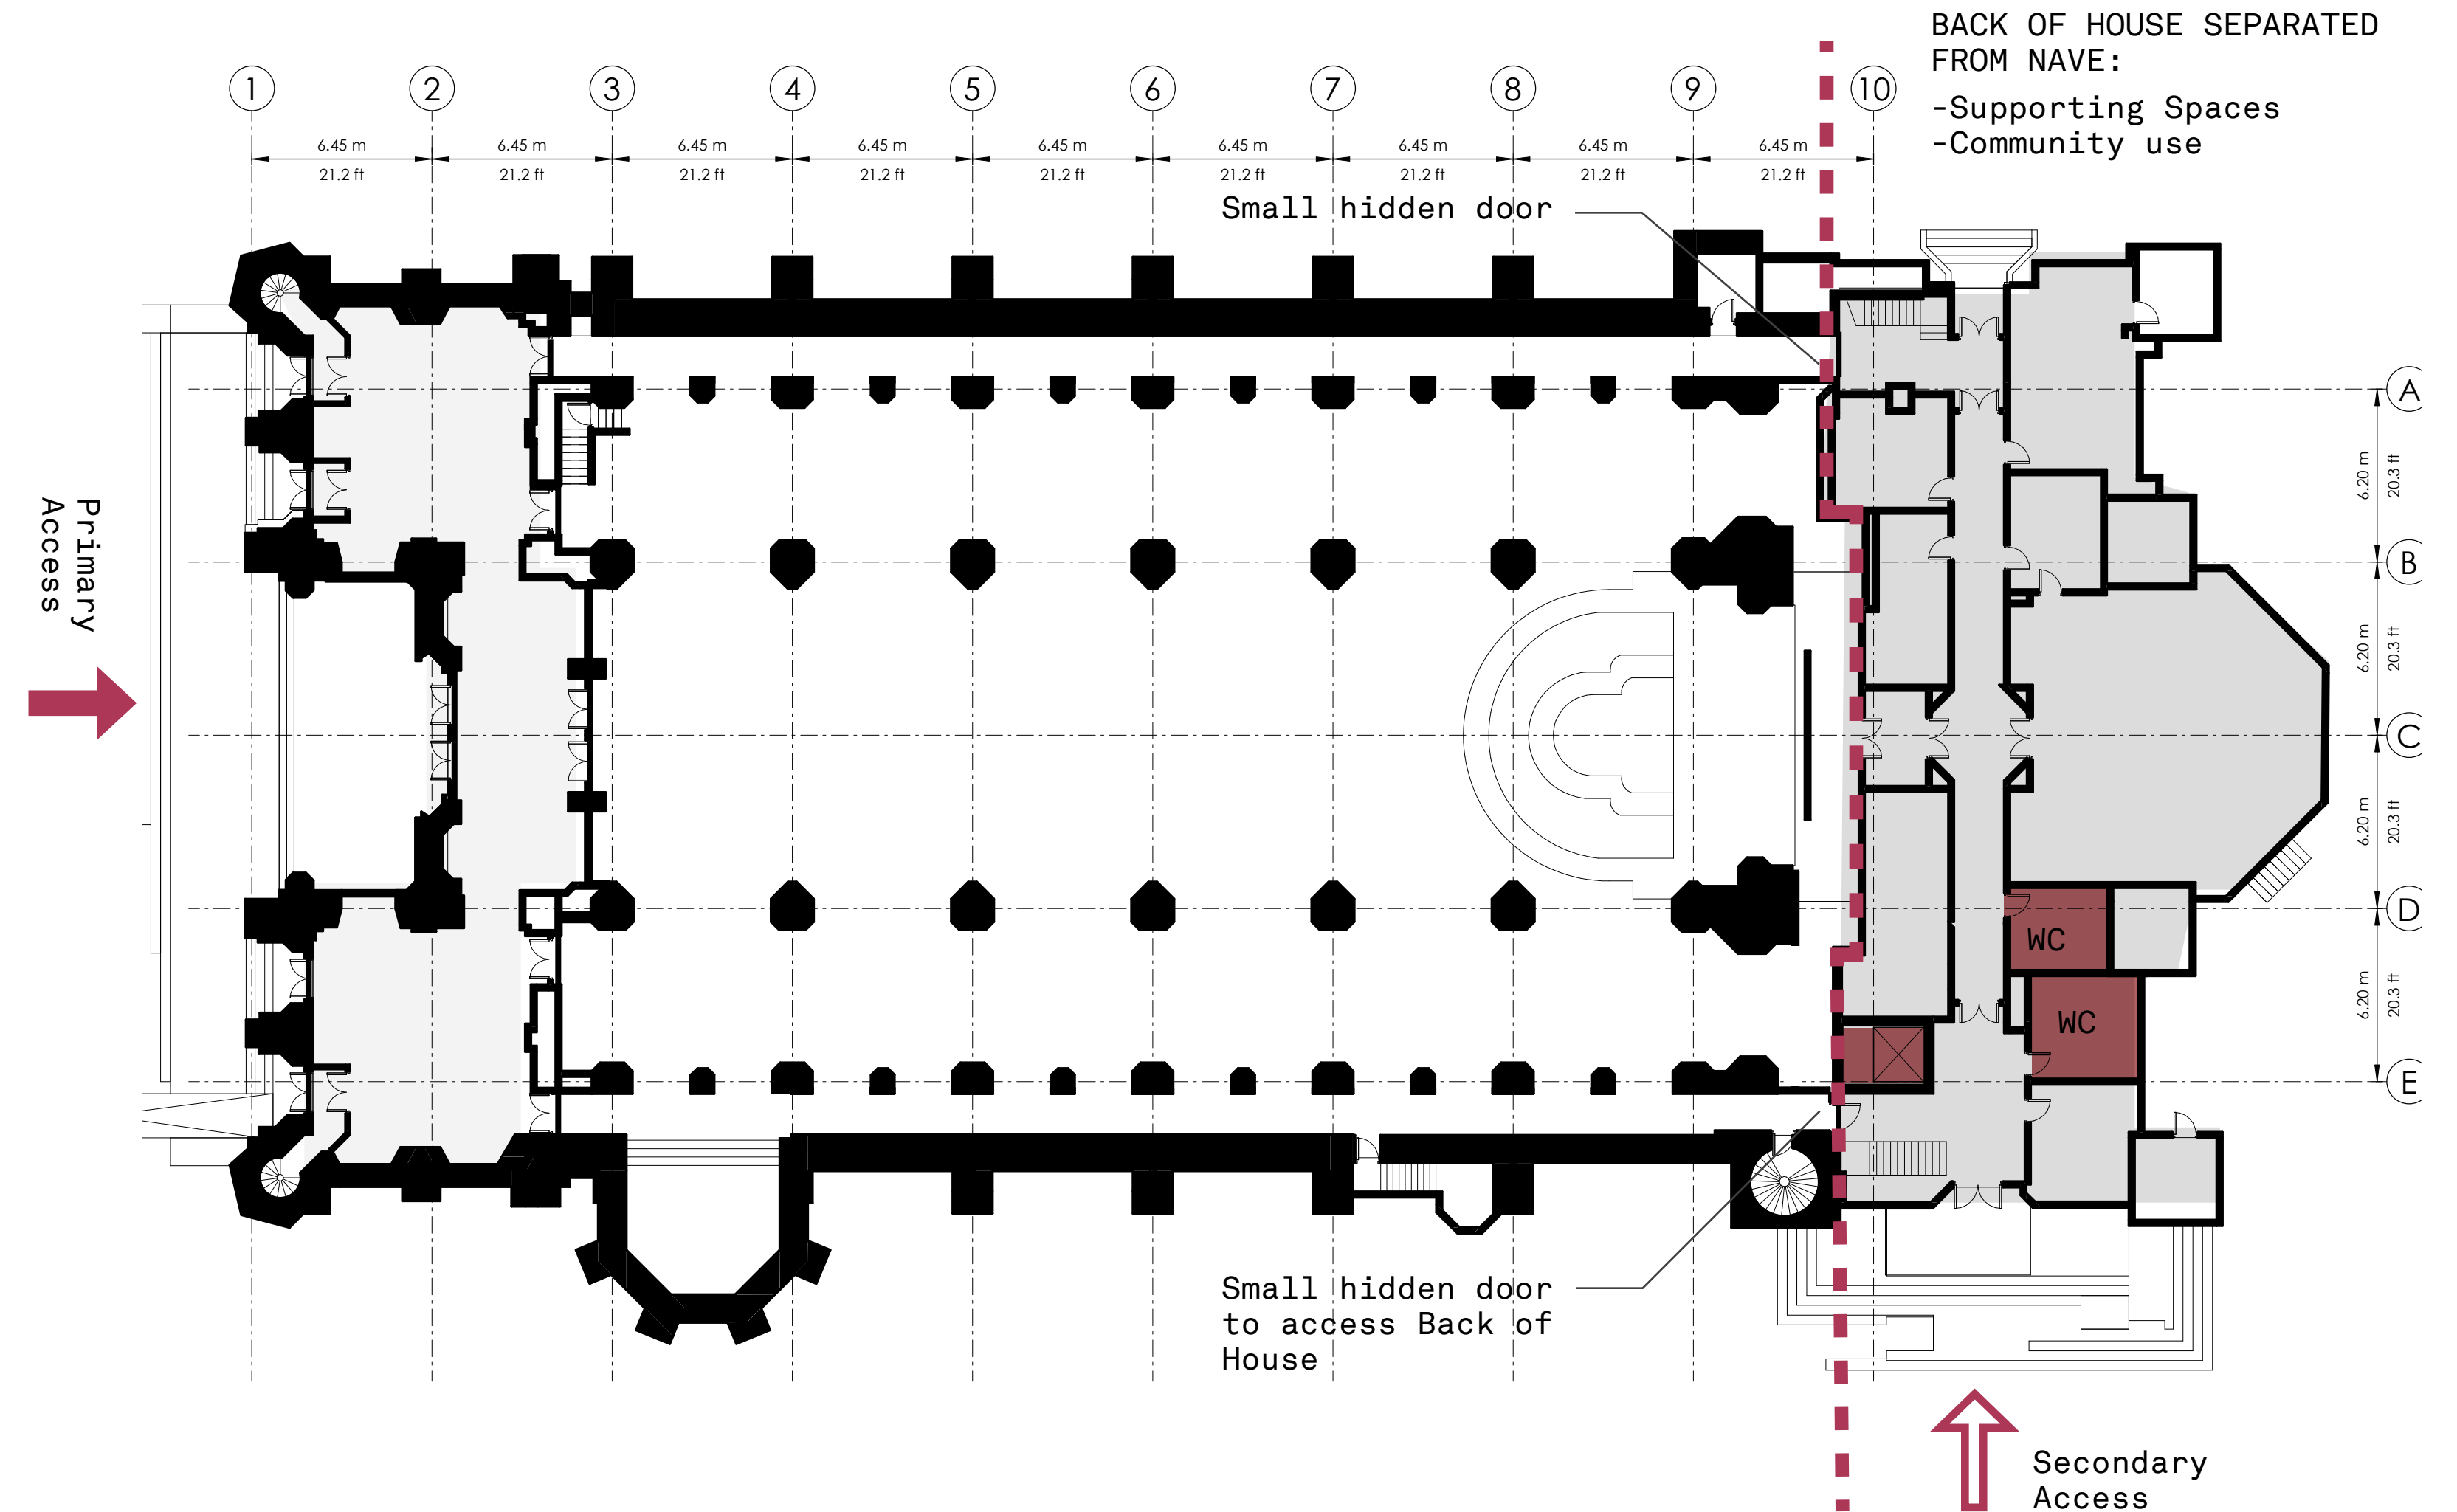 BACK OF HOUSE SEPARATED
FROM NAVE:
-Supporting Spaces
-Community use
1
2
3
4
5
6
7
8
9
10
6.45 m
6.45 m
6.45 m
6.45 m
6.45 m
6.45 m
6.45 m
6.45 m
6.45 m
21.2 ft
21.2 ft
21.2 ft
21.2 ft
21.2 ft
21.2 ft
21.2 ft
21.2 ft
21.2 ft
Small hidden door
A
6.20 m
20.3 ft
B
6.20 m
20.3 ft
C
6.20 m
20.3 ft
D
6.20 m
20.3 ft
E
Primary
Access
WC
WC
Small hidden door
to access Back of
House
Secondary
Access